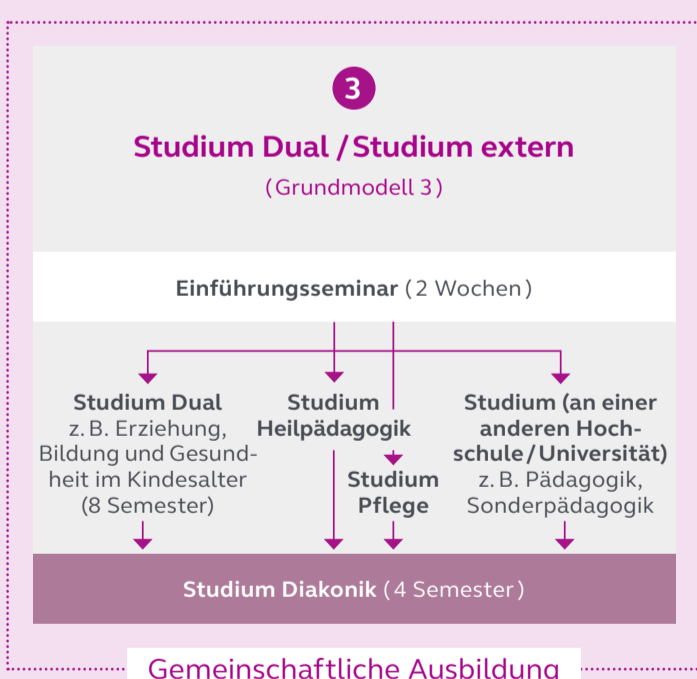 3
Studium Dual / Studium extern
(Grundmodell 3)
Einführungsseminar (2 Wochen)
Studium Dual
z. B. Erziehung,
Bildung und Gesund-
heit im Kindesalter
(8 Semester)
Studium
Heilpädagogik
Studium
Pflege
Studium (an einer
anderen Hoch-
schule / Universität)
z. B. Pädagogik,
Sonderpädagogik
Studium Diakonik (4 Semester)
Gemeinschaftliche Ausbildung